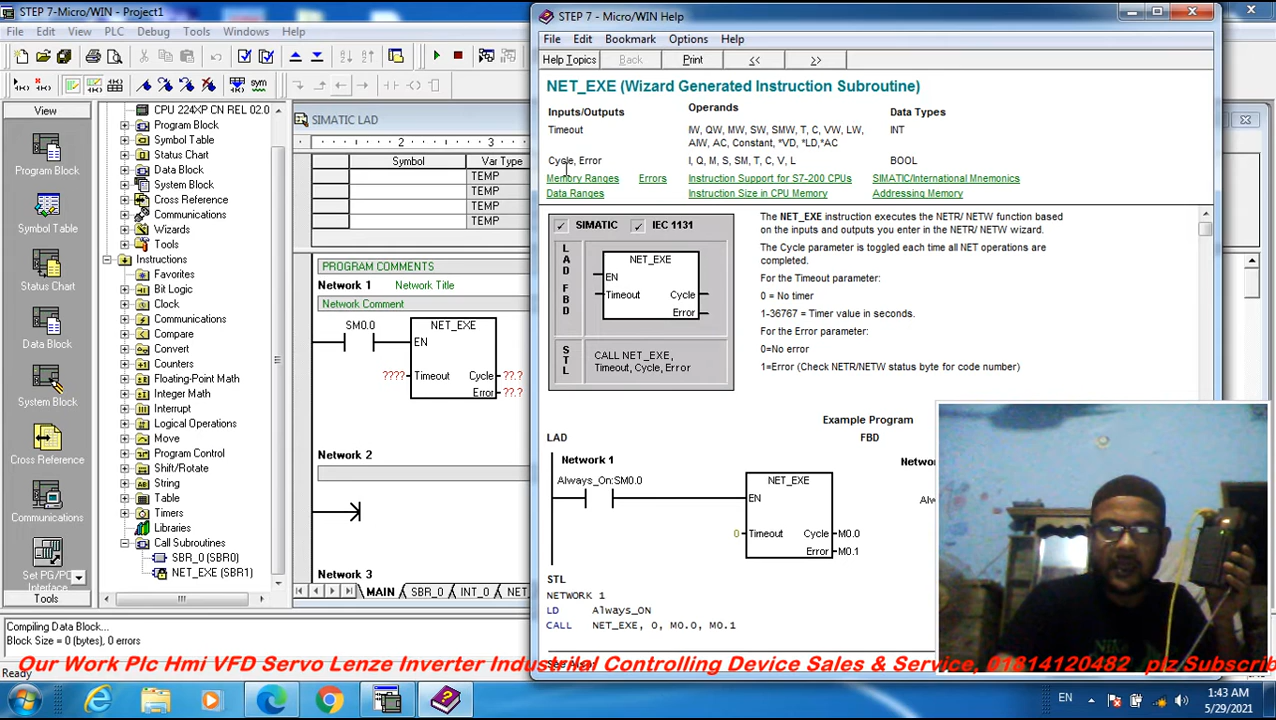 STEP 7-Micro/WIN - Project1
File Edit View PLC Debug Tools Windows Help
View
Program Block
Symbol Table
Status Chart
Data Block
System Block
Cross Reference
Communications
Set PG/PC
Interface
Tools
CPU 224XP CN REL 02.0
Program Block
Symbol Table
Status Chart
Data Block
System Block
Cross Reference
Communications
Wizards
Tools
Instructions
Favorites
Bit Logic
Clock
Communications
Compare
Convert
Counters
Floating-Point Math
Integer Math
Interrupt
Logical Operations
Move
Program Control
Shift/Rotate
String
Table
Timers
Libraries
Call Subroutines
SBR_0 (SBR0)
NET_EXE (SBR1)
SIMATIC LAD
2 3
Symbol Var Type
TEMP
TEMP
TEMP
TEMP
PROGRAM COMMENTS
Network 1 Network Title
Network Comment
SM0.0 NET_EXE
EN
???? Timeout Cycle ??.?
Error ??.?
Network 2
Network 3
MAIN SBR_0 INT_0 NET
Compiling Data Block...
Block Size = 0 (bytes), 0 errors
Ready
STEP 7 - Micro/WIN Help
File Edit Bookmark Options Help
Help Topics Back Print << >>
NET_EXE (Wizard Generated Instruction Subroutine)
Inputs/Outputs Operands Data Types
Timeout IW, QW, MW, SW, SMW, T, C, VW, LW, INT
AIW, AC, Constant, *VD, *LD,*AC
Cycle, Error I, Q, M, S, SM, T, C, V, L BOOL
Memory Ranges Errors Instruction Support for S7-200 CPUs SIMATIC/International Mnemonics
Data Ranges Instruction Size in CPU Memory Addressing Memory
SIMATIC IEC 1131
L
A
D
F
B
D
NET_EXE
EN
Timeout Cycle
Error
S
T
L
CALL NET_EXE,
Timeout, Cycle, Error
The NET_EXE instruction executes the NETR/ NETW function based
on the inputs and outputs you enter in the NETR/ NETW wizard.
The Cycle parameter is toggled each time all NET operations are
completed.
For the Timeout parameter:
0 = No timer
1-36767 = Timer value in seconds.
For the Error parameter:
0=No error
1=Error (Check NETR/NETW status byte for code number)
Example Program
LAD FBD
Network 1
Always_On:SM0.0 NET_EXE
EN
0 Timeout Cycle M0.0
Error M0.1
STL
NETWORK 1
LD Always_ON
CALL NET_EXE, 0, M0.0, M0.1
See Also:
Our Work Plc Hmi VFD Servo Lenze Inverter Industrilal Controlling Device Sales & Service, 01814120482 plz Subscrib
EN
1:43 AM
5/29/2021